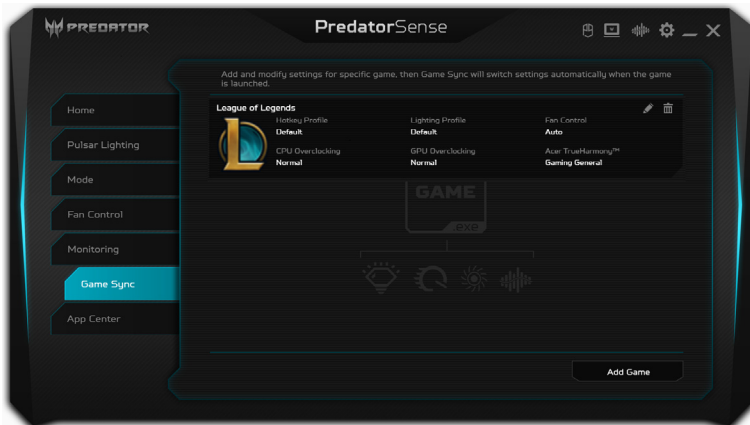 PREDATOR
PredatorSense
Add and modify settings for specific game, then Game Sync will switch settings automatically when the game
is launched.
Home
Pulsar Lighting
Mode
Fan Control
Monitoring
Game Sync
App Center
League of Legends
Hotkey Profile
Lighting Profile
Fan Control
Default
Default
Auto
CPU Overclocking
GPU Overclocking
Acer TrueHarmony™
Normal
Normal
Gaming General
GAME
.exe
Add Game